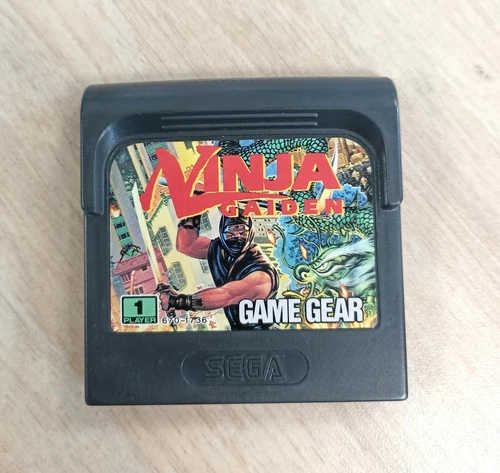 NINJA
GAIDEN
1
PLAYER
670-1736
GAME GEAR
SEGA